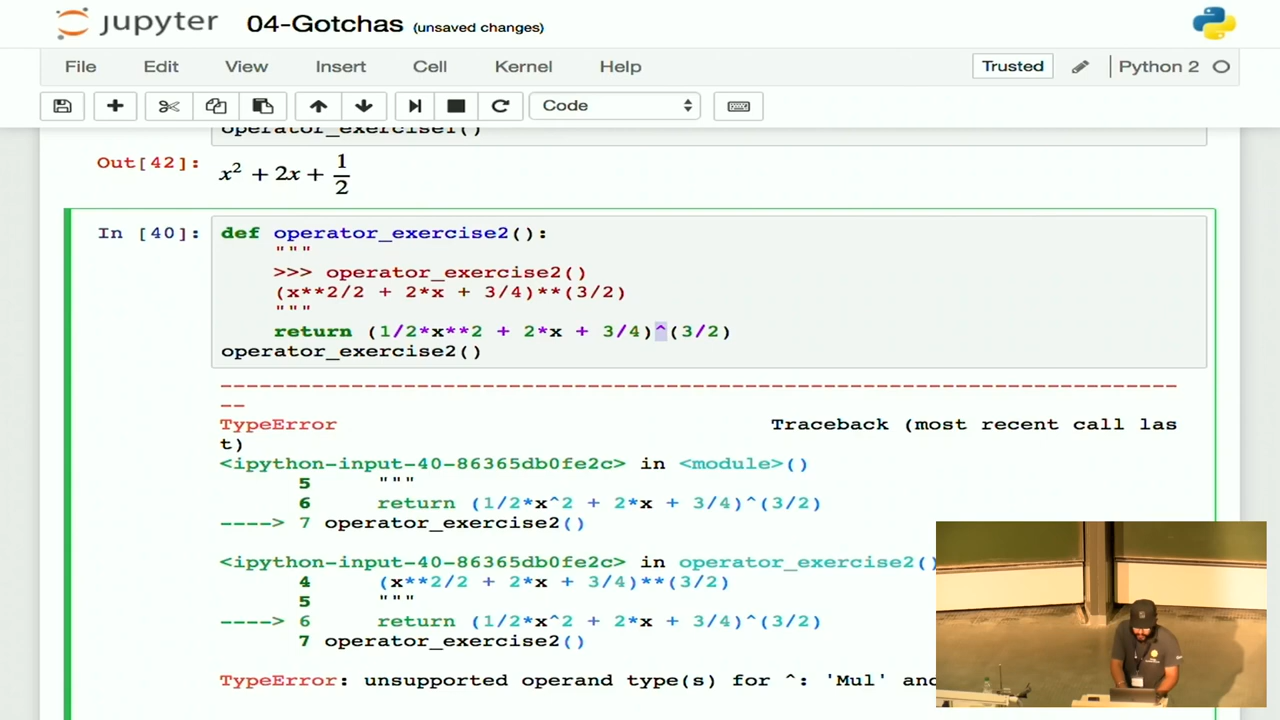 jupyter 04-Gotchas (unsaved changes)
File Edit View Insert Cell Kernel Help Trusted Python 2
Code
operator_exercise1()
Out[42]: x² + 2x + 1/2
In [40]: def operator_exercise2():
"""
>>> operator_exercise2()
(x**2/2 + 2*x + 3/4)**(3/2)
"""
return (1/2*x**2 + 2*x + 3/4)^(3/2)
operator_exercise2()
---------------------------------------------------------------------------
TypeError Traceback (most recent call las
t)
<ipython-input-40-86365db0fe2c> in <module>()
5 """
6 return (1/2*x^2 + 2*x + 3/4)^(3/2)
----> 7 operator_exercise2()
<ipython-input-40-86365db0fe2c> in operator_exercise2()
4 (x**2/2 + 2*x + 3/4)**(3/2)
5 """
----> 6 return (1/2*x^2 + 2*x + 3/4)^(3/2)
7 operator_exercise2()
TypeError: unsupported operand type(s) for ^: 'Mul' and